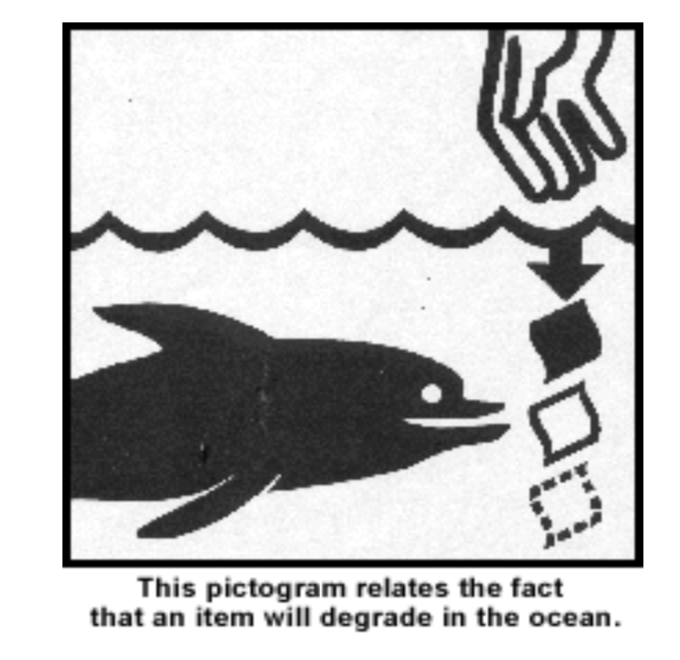 This pictogram relates the fact
that an item will degrade in the ocean.